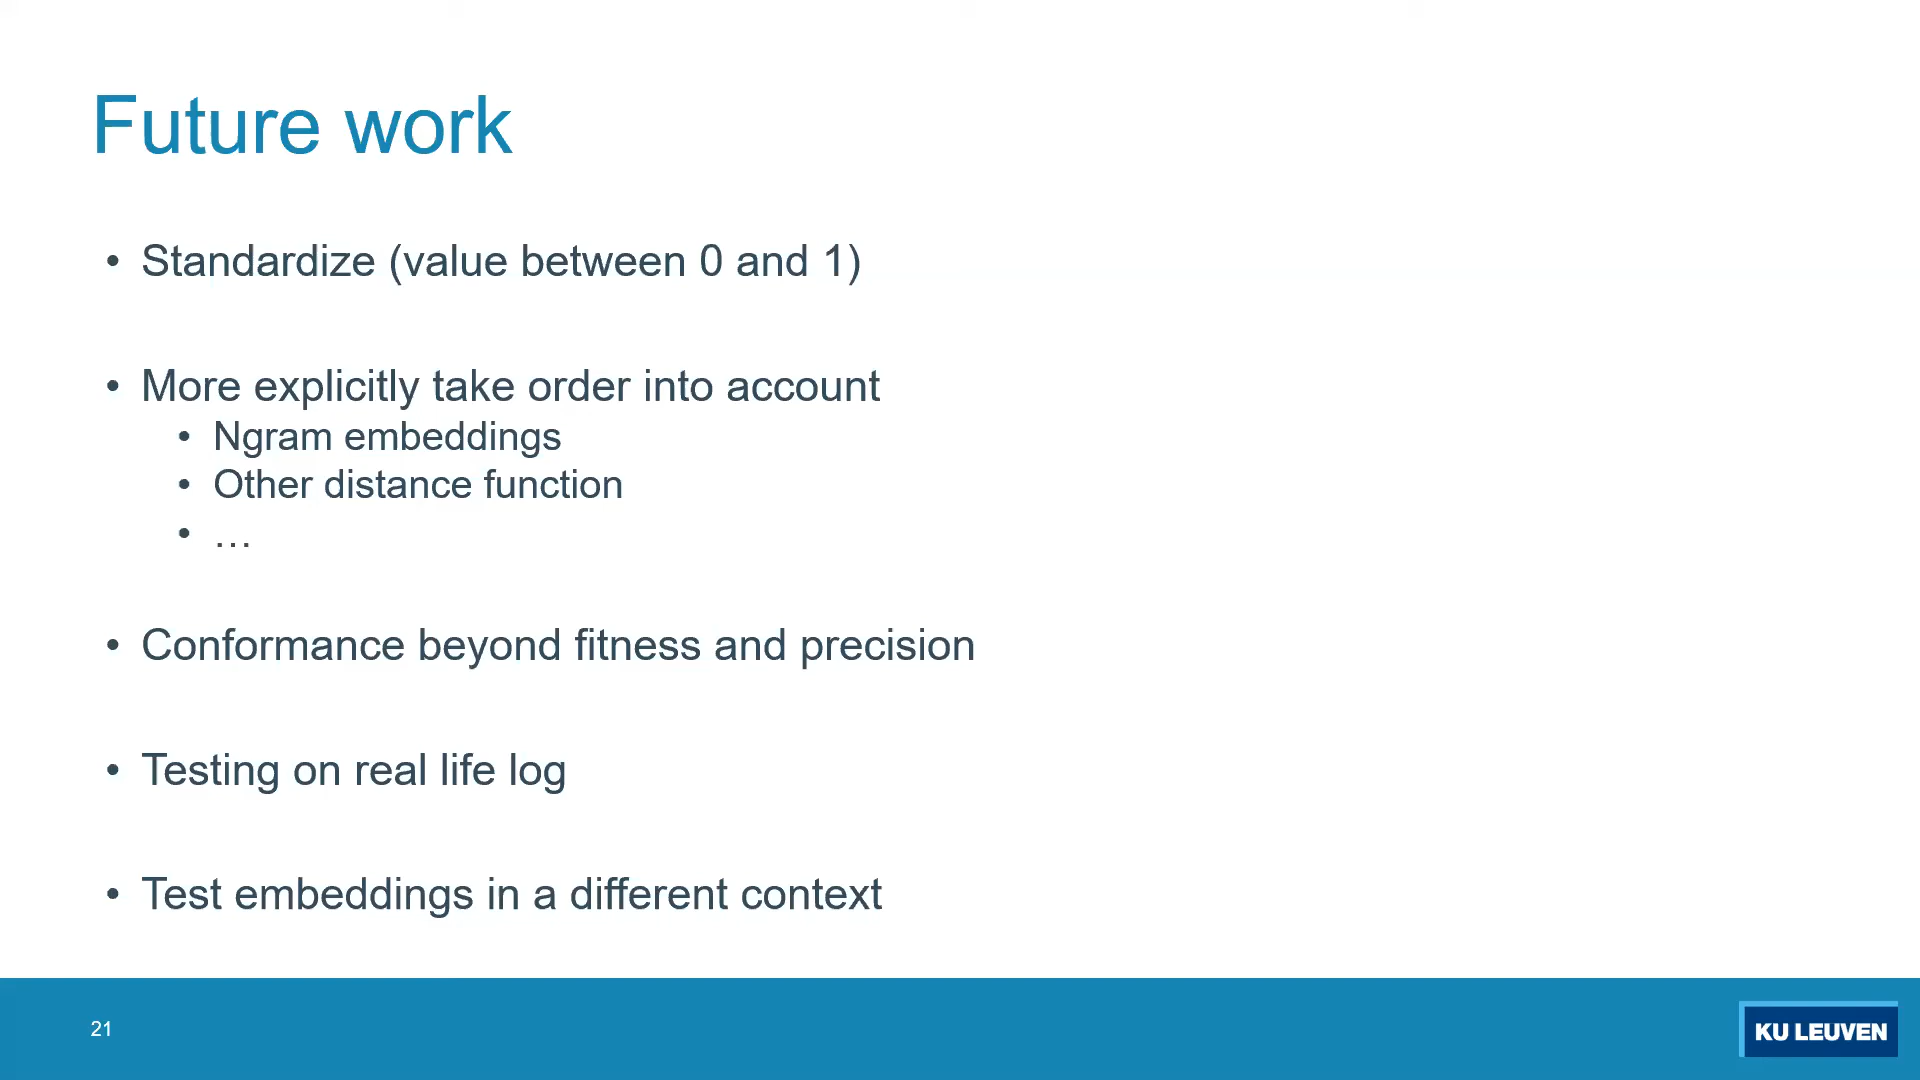 Future work
• Standardize (value between 0 and 1)
• More explicitly take order into account
• Ngram embeddings
• Other distance function
• …
• Conformance beyond fitness and precision
• Testing on real life log
• Test embeddings in a different context
21
KU LEUVEN